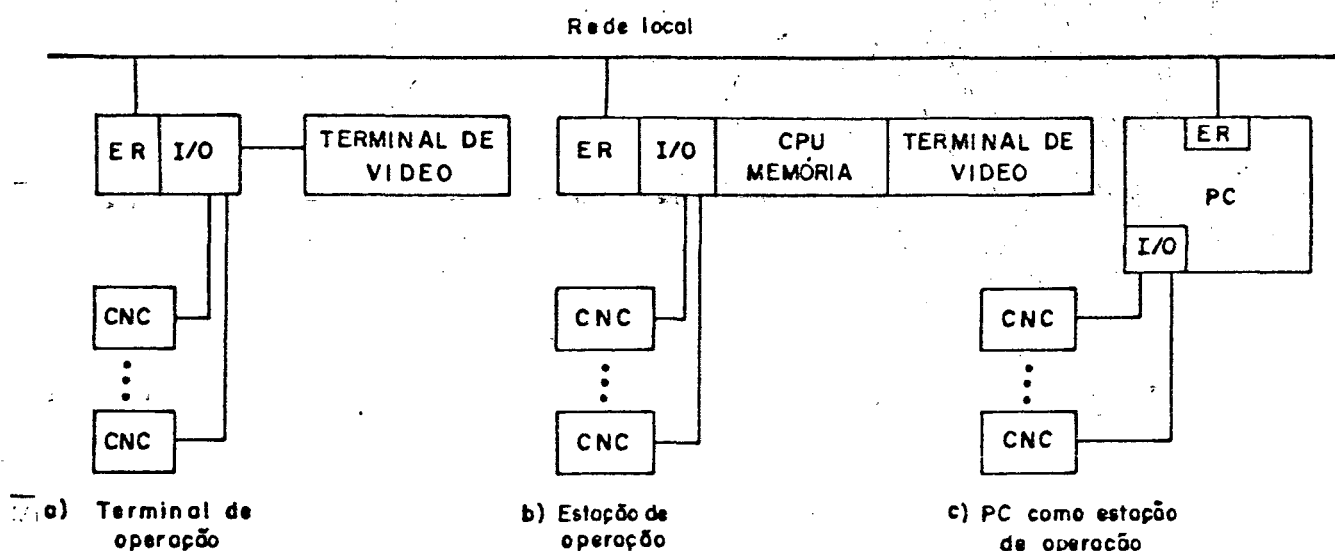 Rede local
ER
I/O
TERMINAL DE
VIDEO
CNC
CNC
a) Terminal de
operação
ER
I/O
CPU
MEMÓRIA
TERMINAL DE
VIDEO
CNC
CNC
b) Estação de
operação
ER
PC
I/O
CNC
CNC
c) PC como estação
de operação